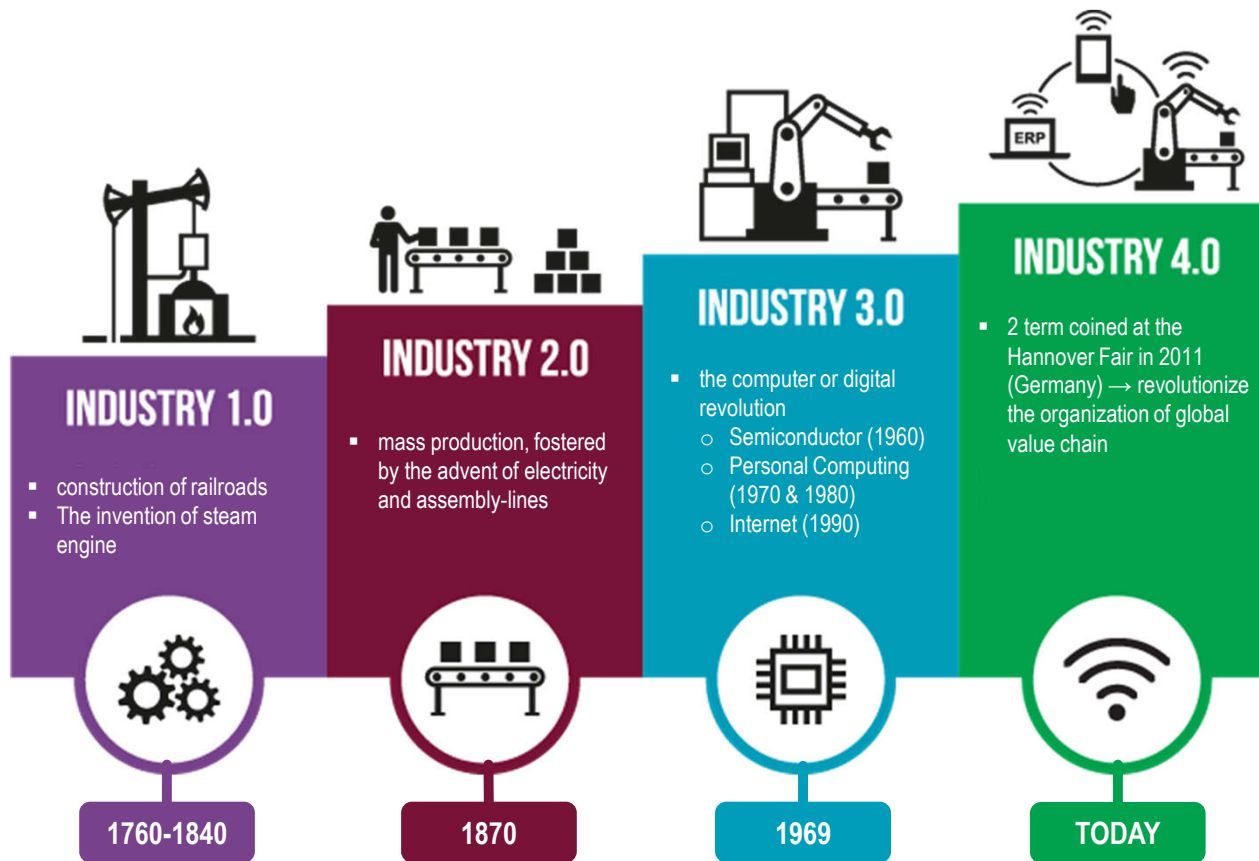 ERP
INDUSTRY 1.0
▪ construction of railroads
▪ The invention of steam
engine
1760-1840
INDUSTRY 2.0
▪ mass production, fostered
by the advent of electricity
and assembly-lines
1870
INDUSTRY 3.0
▪ the computer or digital
revolution
o Semiconductor (1960)
o Personal Computing
(1970 & 1980)
o Internet (1990)
1969
INDUSTRY 4.0
▪ 2 term coined at the
Hannover Fair in 2011
(Germany) → revolutionize
the organization of global
value chain
TODAY